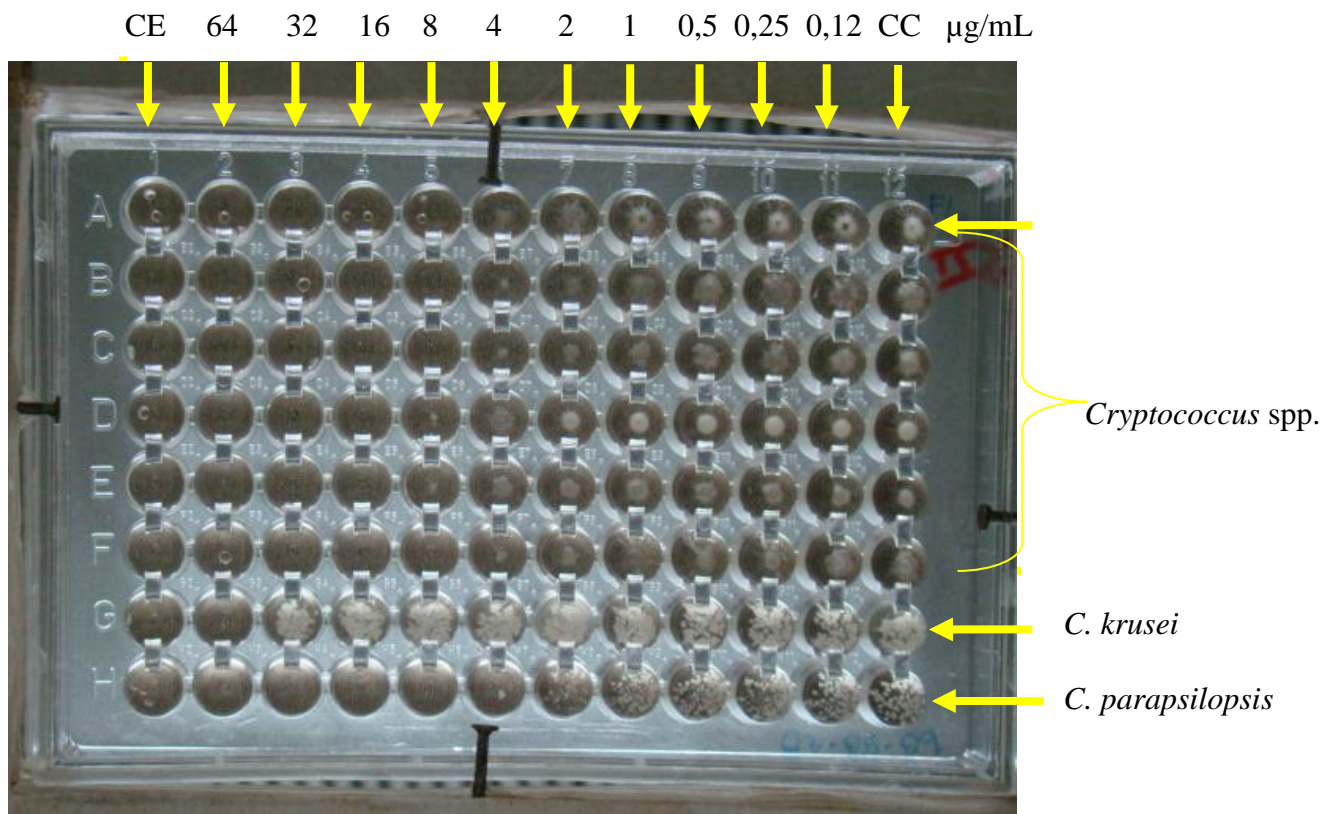 CE 64 32 16 8 4 2 1 0,5 0,25 0,12 CC µg/mL
1 2 3 4 5 7 8 9 10 11 12
A
B
C
D
Cryptococcus spp.
E
F
G
C. krusei
H
C. parapsilopsis